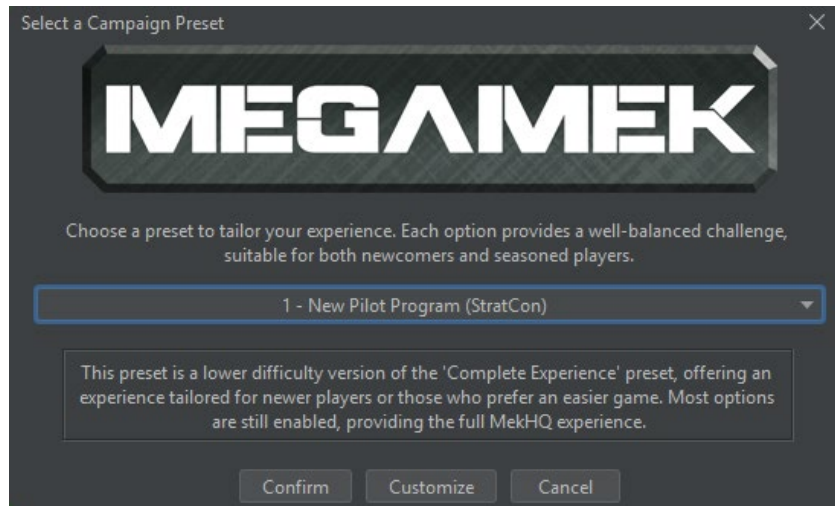 Select a Campaign Preset
MEGAMEK
Choose a preset to tailor your experience. Each option provides a well-balanced challenge,
suitable for both newcomers and seasoned players.
1 - New Pilot Program (StratCon)
This preset is a lower difficulty version of the 'Complete Experience' preset, offering an
experience tailored for newer players or those who prefer an easier game. Most options
are still enabled, providing the full MekHQ experience.
Confirm Customize Cancel